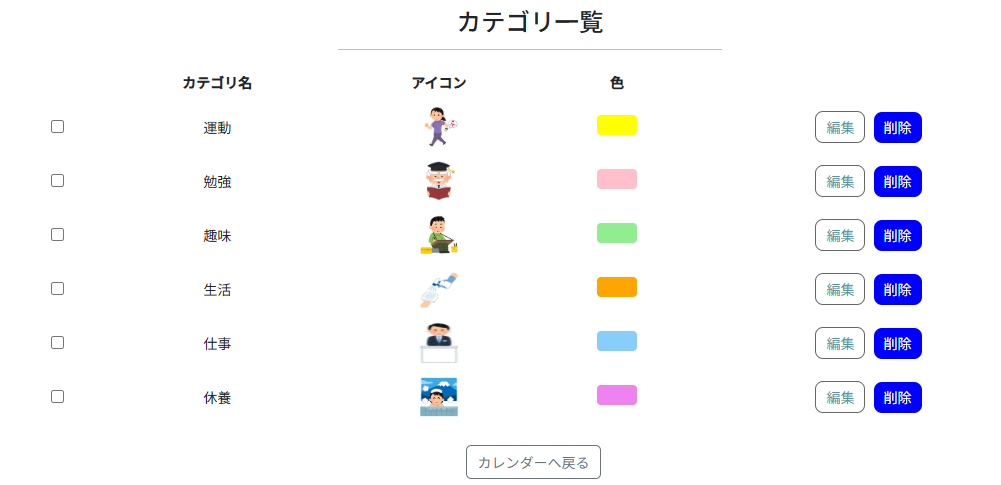 カテゴリ一覧
カテゴリ名 アイコン 色
運動 編集 削除
勉強 編集 削除
趣味 編集 削除
生活 編集 削除
仕事 編集 削除
休養 編集 削除
カレンダーへ戻る